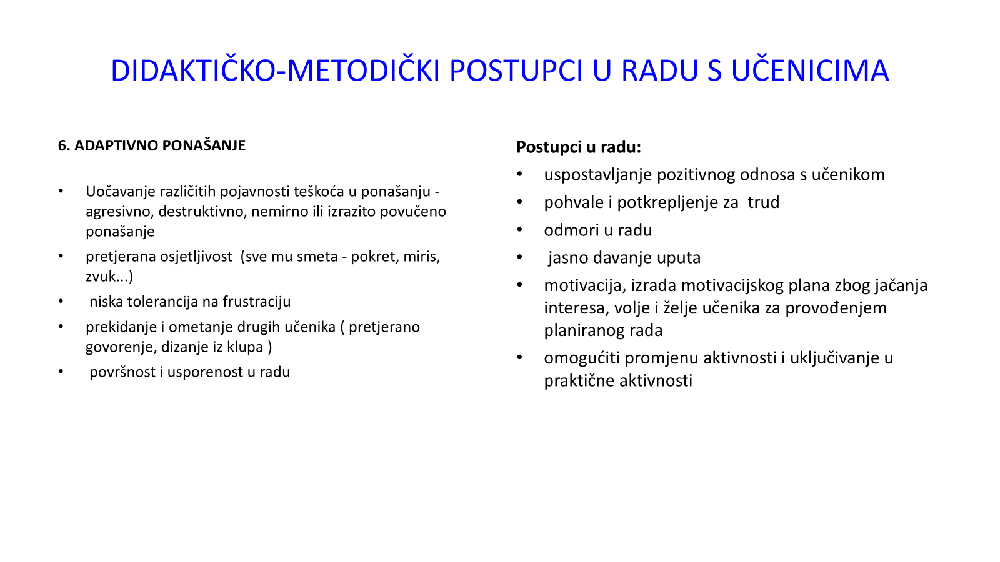 DIDAKTIČKO-METODIČKI POSTUPCI U RADU S UČENICIMA
6. ADAPTIVNO PONAŠANJE
• Uočavanje različitih pojavnosti teškoća u ponašanju -
agresivno, destruktivno, nemirno ili izrazito povučeno
ponašanje
• pretjerana osjetljivost  (sve mu smeta - pokret, miris,
zvuk...)
• niska tolerancija na frustraciju
• prekidanje i ometanje drugih učenika ( pretjerano
govorenje, dizanje iz klupa )
• površnost i usporenost u radu
Postupci u radu:
• uspostavljanje pozitivnog odnosa s učenikom
• pohvale i potkrepljenje za  trud
• odmori u radu
• jasno davanje uputa
• motivacija, izrada motivacijskog plana zbog jačanja
interesa, volje i želje učenika za provođenjem
planiranog rada
• omogućiti promjenu aktivnosti i uključivanje u
praktične aktivnosti